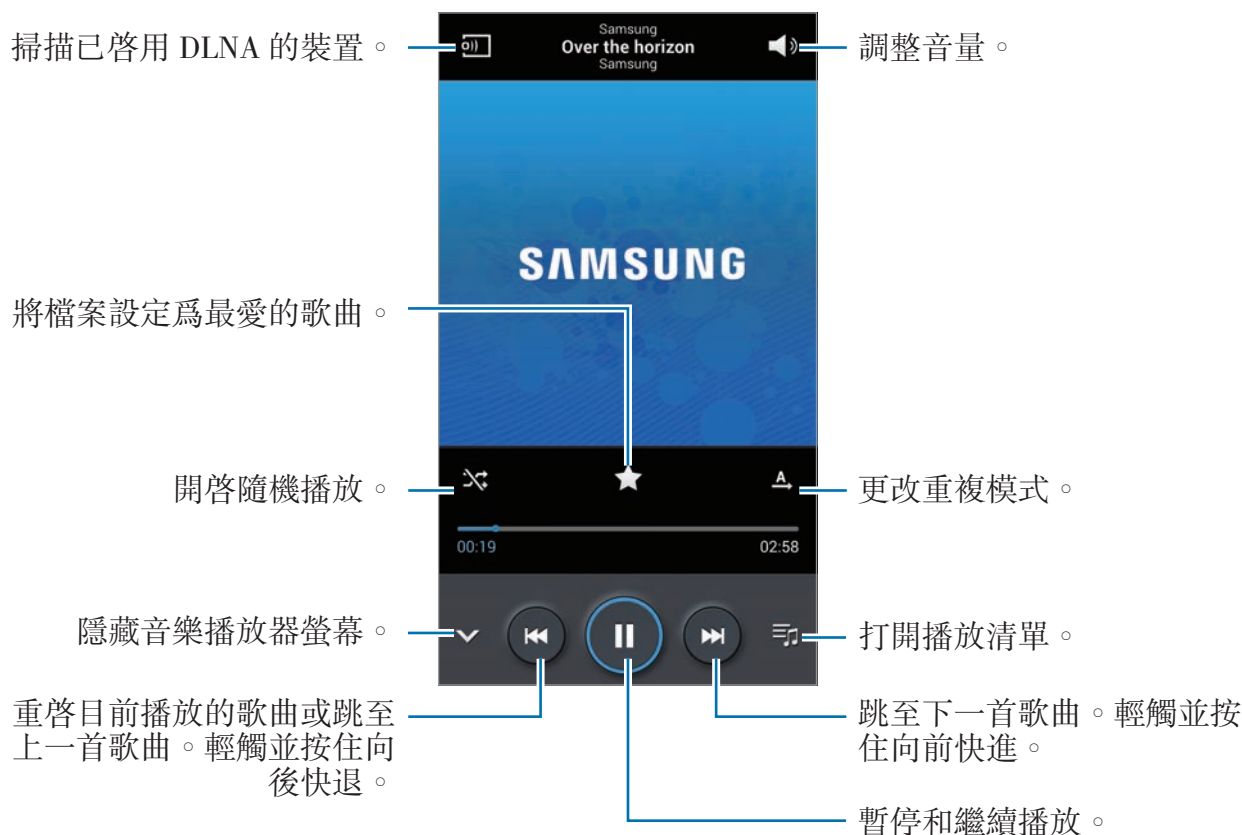 掃描已啓用 DLNA 的裝置。
Samsung
Over the horizon
Samsung
調整音量。
SAMSUNG
將檔案設定爲最愛的歌曲。
開啓隨機播放。
A
更改重複模式。
00:19
02:58
隱藏音樂播放器螢幕。
打開播放清單。
重啓目前播放的歌曲或跳至
上一首歌曲。輕觸並按住向
後快退。
跳至下一首歌曲。輕觸並按
住向前快進。
暫停和繼續播放。